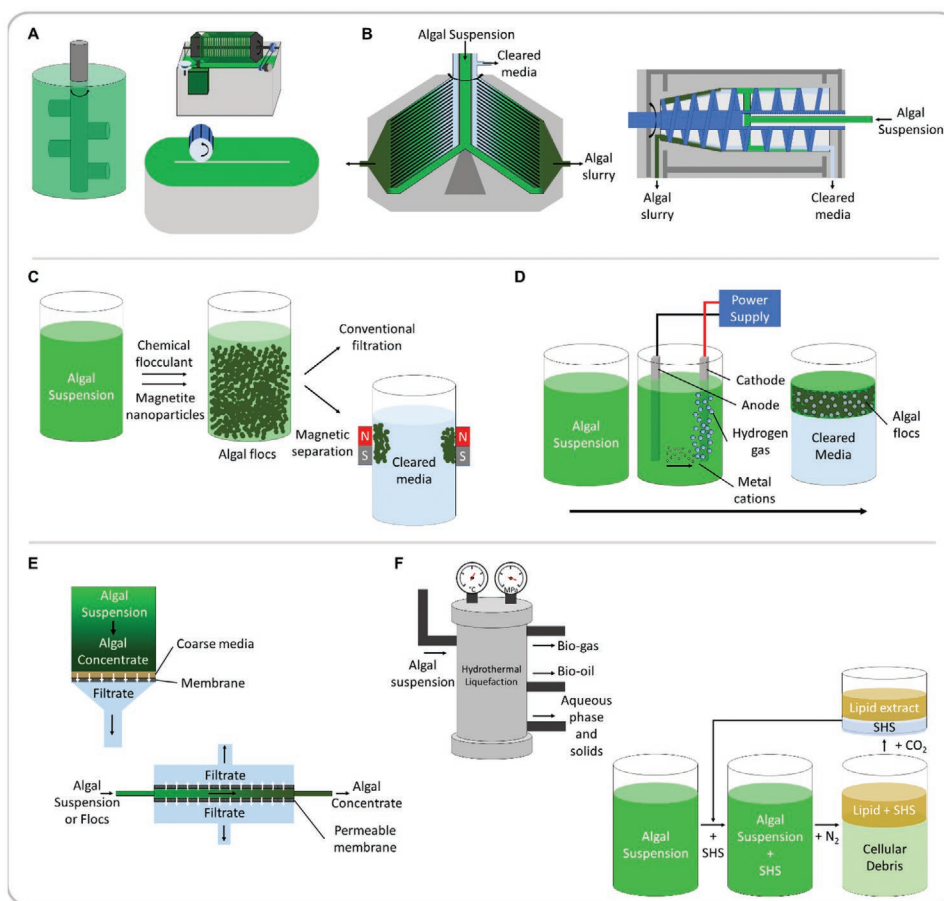 A
B
Algal Suspension
Cleared
media
Algal
slurry
Algal
Suspension
Algal
slurry
Cleared
media
C
Algal
Suspension
Chemical
flocculant
Magnetite
nanoparticles
Algal flocs
Conventional
filtration
Magnetic
separation
N
S
Cleared
media
N
S
D
Power
Supply
Algal
Suspension
Cathode
Anode
Hydrogen
gas
Metal
cations
Algal
flocs
Cleared
Media
E
Algal
Suspension
Algal
Concentrate
Coarse media
Membrane
Filtrate
Algal
Suspension
or Flocs
Filtrate
Filtrate
Algal
Concentrate
Permeable
membrane
F
°C
MPa
Algal
suspension
Hydrothermal
Liquefaction
Bio-gas
Bio-oil
Aqueous
phase
and
solids
Lipid extract
SHS
+ CO₂
Algal
Suspension
+
SHS
Algal
Suspension
+
SHS
+ N₂
Lipid + SHS
Cellular
Debris